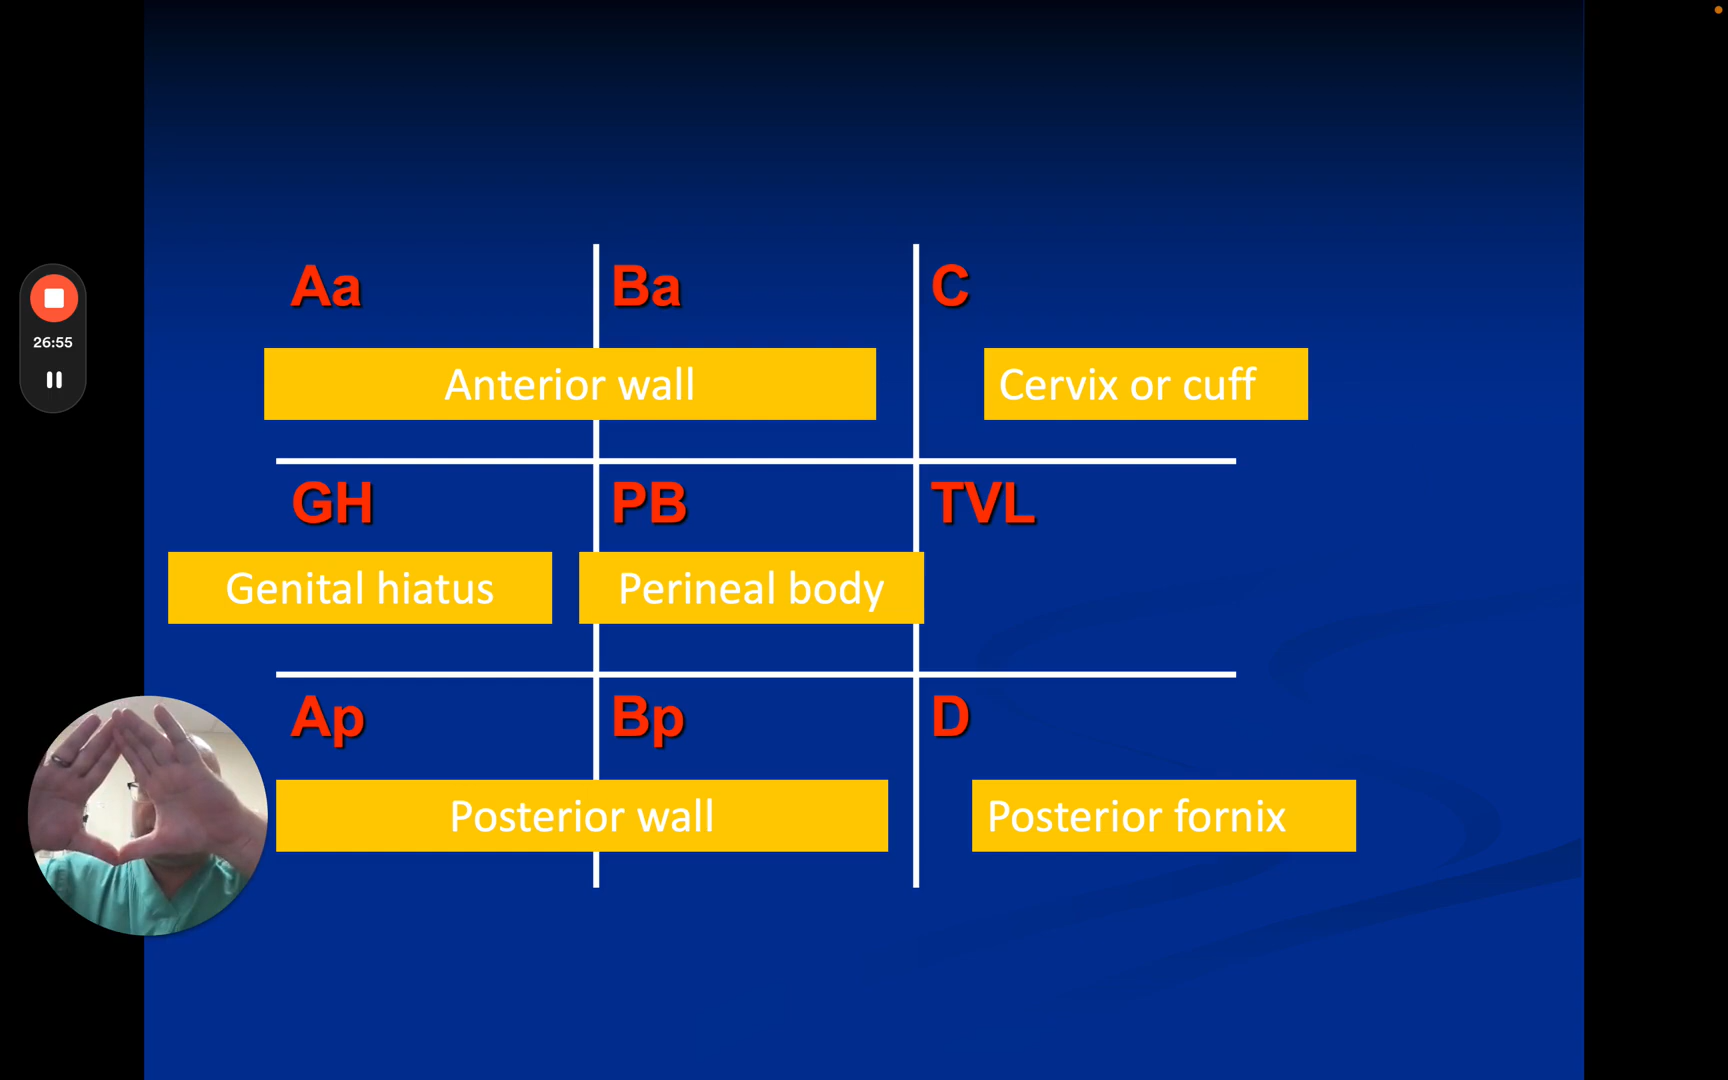 Aa
Ba
C
Anterior wall
Cervix or cuff
26:55
GH
PB
TVL
Genital hiatus
Perineal body
Ap
Bp
D
Posterior wall
Posterior fornix